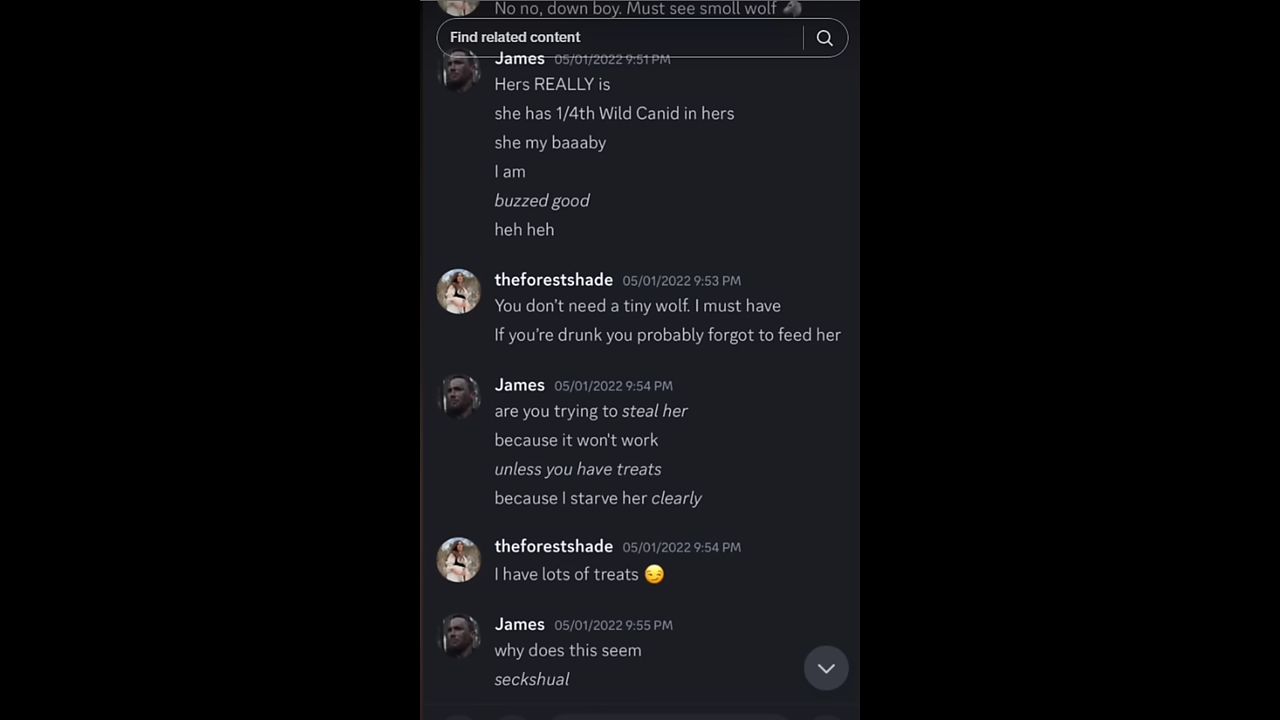 No no, down boy. Must see smoll wolf 🐴
Find related content
James 05/01/2022 9:51 PM
Hers REALLY is
she has 1/4th Wild Canid in hers
she my baaaby
I am
buzzed good
heh heh
theforestshade 05/01/2022 9:53 PM
You don't need a tiny wolf. I must have
If you're drunk you probably forgot to feed her
James 05/01/2022 9:54 PM
are you trying to steal her
because it won't work
unless you have treats
because I starve her clearly
theforestshade 05/01/2022 9:54 PM
I have lots of treats 😏
James 05/01/2022 9:55 PM
why does this seem
seckshual